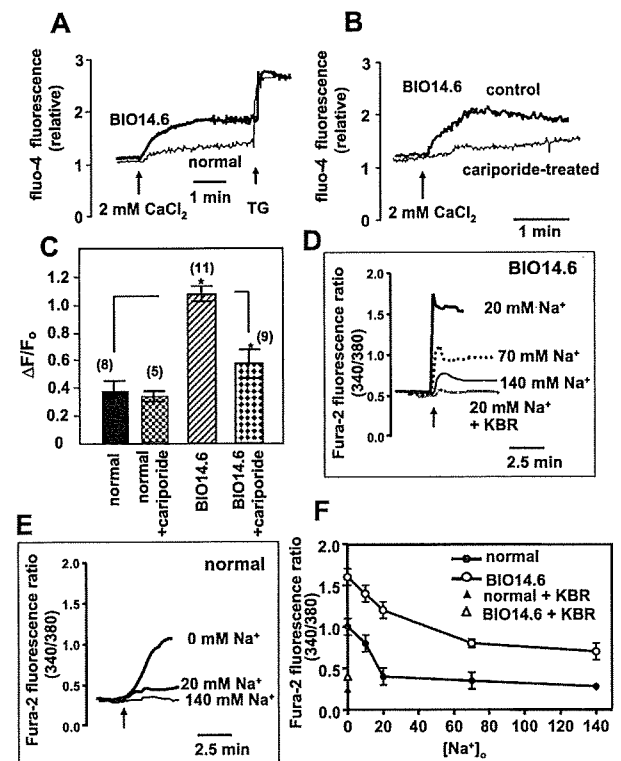 A
fluo-4 fluorescence
(relative)
3
2
1
0
BIO14.6
normal
2 mM CaCl2
1 min
TG
B
fluo-4 fluorescence
(relative)
3
2
1
0
BIO14.6
control
cariporide-treated
2 mM CaCl2
1 min
C
ΔF/Fo
1.2
1.0
0.8
0.6
0.4
0.2
0
(8)
(5)
(11)
*
*
(9)
normal
normal
+cariporide
BIO14.6
BIO14.6
+cariporide
D
BIO14.6
Fura-2 fluorescence ratio
(340/380)
2.0
1.5
1.0
0.5
0.0
20 mM Na+
70 mM Na+
140 mM Na+
20 mM Na+
+ KBR
2.5 min
E
normal
Fura-2 fluorescence ratio
(340/380)
2.0
1.5
1.0
0.5
0.0
0 mM Na+
20 mM Na+
140 mM Na+
2.5 min
F
Fura-2 fluorescence ratio
(340/380)
2.0
1.5
1.0
0.5
0.0
normal
BIO14.6
normal + KBR
BIO14.6 + KBR
0 20 40 60 80 100 120 140
[Na+]o